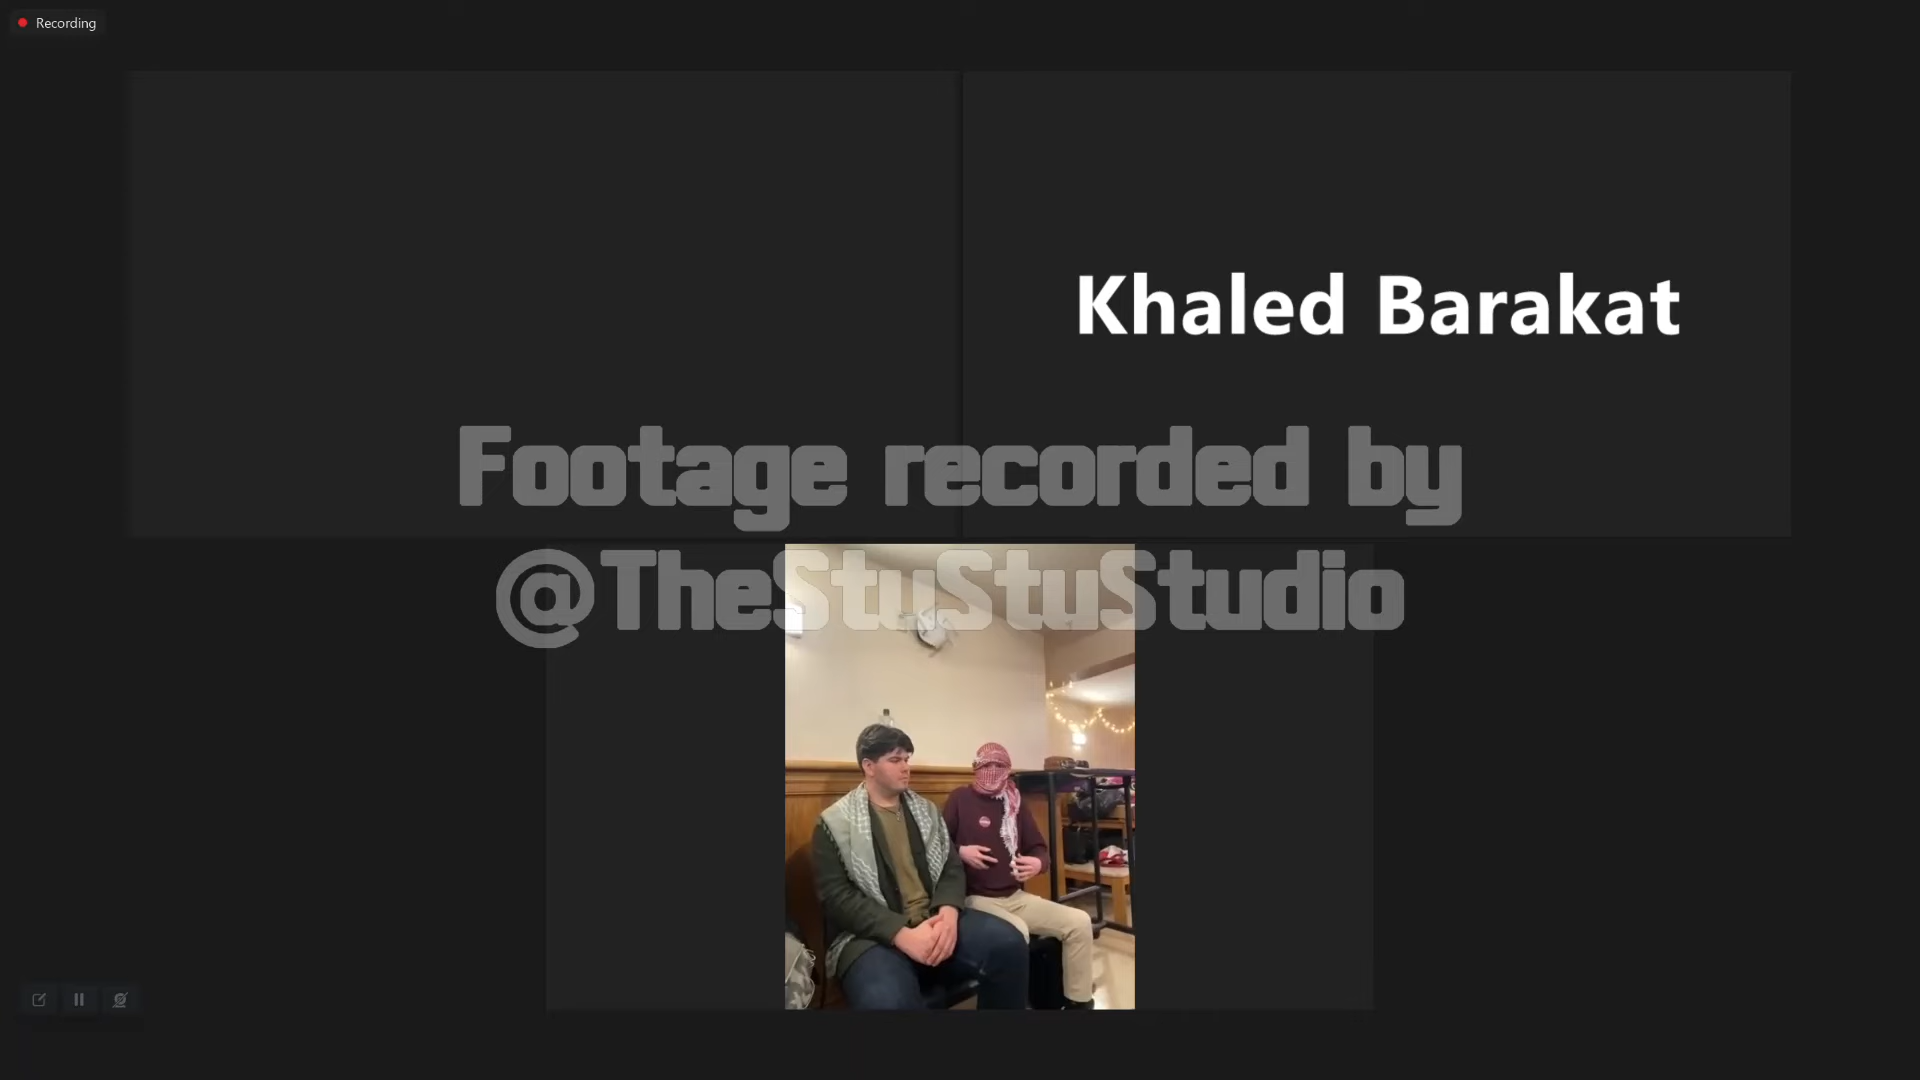 Recording
Khaled Barakat
Footage recorded by
@TheStuStuStudio